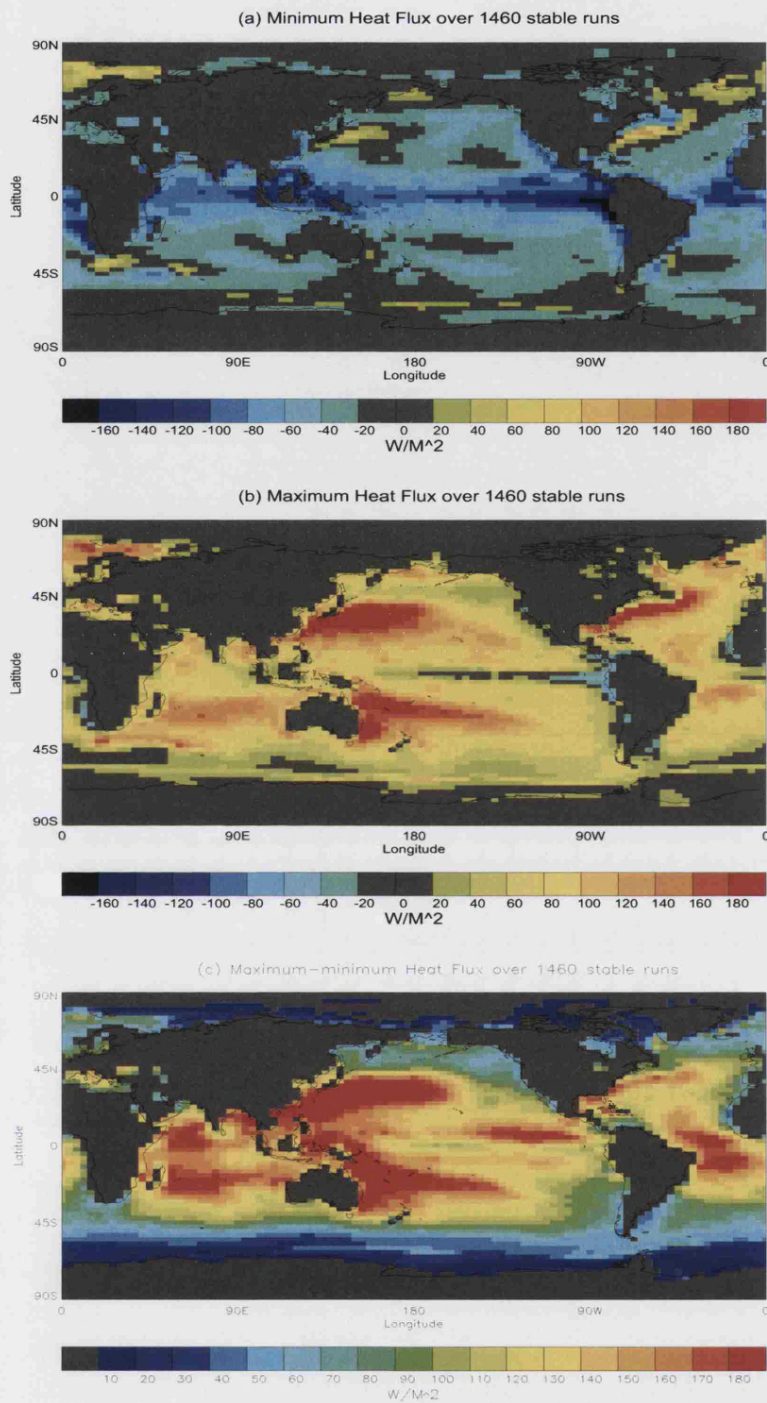 (a) Minimum Heat Flux over 1460 stable runs
90N
45N
0
45S
90S
Latitude
0 90E 180 90W 0
Longitude
-160 -140 -120 -100 -80 -60 -40 -20 0 20 40 60 80 100 120 140 160 180
W/M^2
(b) Maximum Heat Flux over 1460 stable runs
90N
45N
0
45S
90S
Latitude
0 90E 180 90W 0
Longitude
-160 -140 -120 -100 -80 -60 -40 -20 0 20 40 60 80 100 120 140 160 180
W/M^2
(c) Maximum-minimum Heat Flux over 1460 stable runs
90N
45N
0
45S
90S
Latitude
0 90E 180 90W 0
Longitude
10 20 30 40 50 60 70 80 90 100 110 120 130 140 150 160 170 180
W/M^2